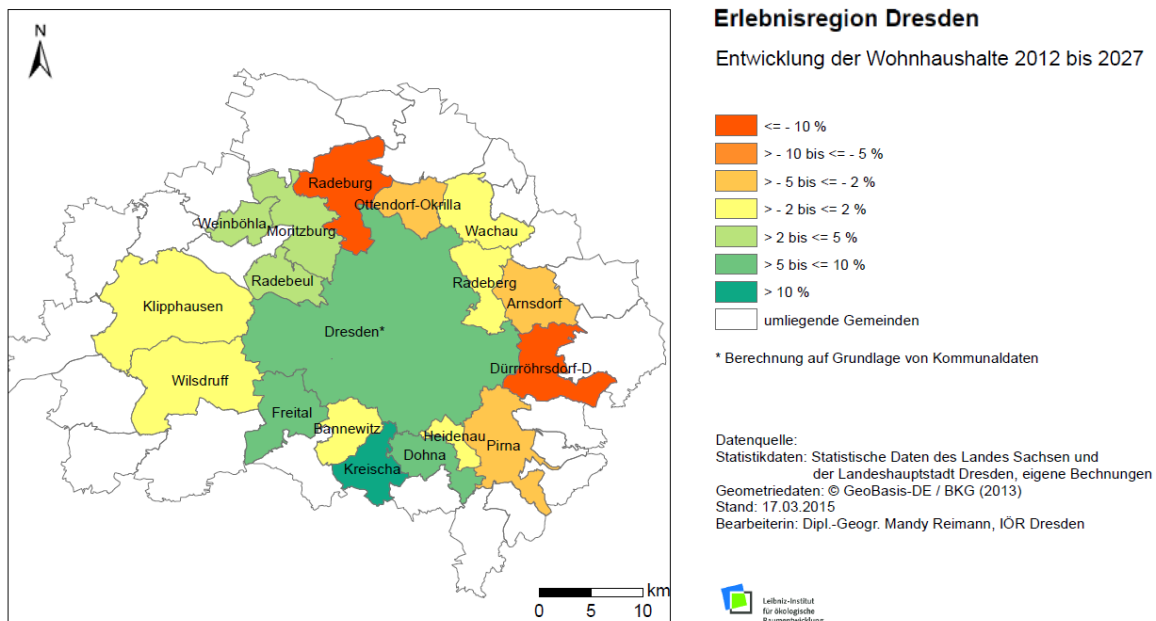 Erlebnisregion Dresden
Entwicklung der Wohnhaushalte 2012 bis 2027
<= - 10 %
> - 10 bis <= - 5 %
> - 5 bis <= - 2 %
> - 2 bis <= 2 %
> 2 bis <= 5 %
> 5 bis <= 10 %
> 10 %
umliegende Gemeinden
* Berechnung auf Grundlage von Kommunaldaten
Datenquelle:
Statistikdaten: Statistische Daten des Landes Sachsen und
der Landeshauptstadt Dresden, eigene Bechnungen
Geometriedaten: © GeoBasis-DE / BKG (2013)
Stand: 17.03.2015
Bearbeiterin: Dipl.-Geogr. Mandy Reimann, IÖR Dresden
Leibniz-Institut
für ökologische
Raumentwicklung
N
Radeburg
Ottendorf-Okrilla
Weinböhla
Moritzburg
Wachau
Radebeul
Radeberg
Klipphausen
Arnsdorf
Dresden*
Dürrröhrsdorf-D
Wilsdruff
Freital
Bannewitz
Heidenau
Pirna
Dohna
Kreischa
km
0 5 10